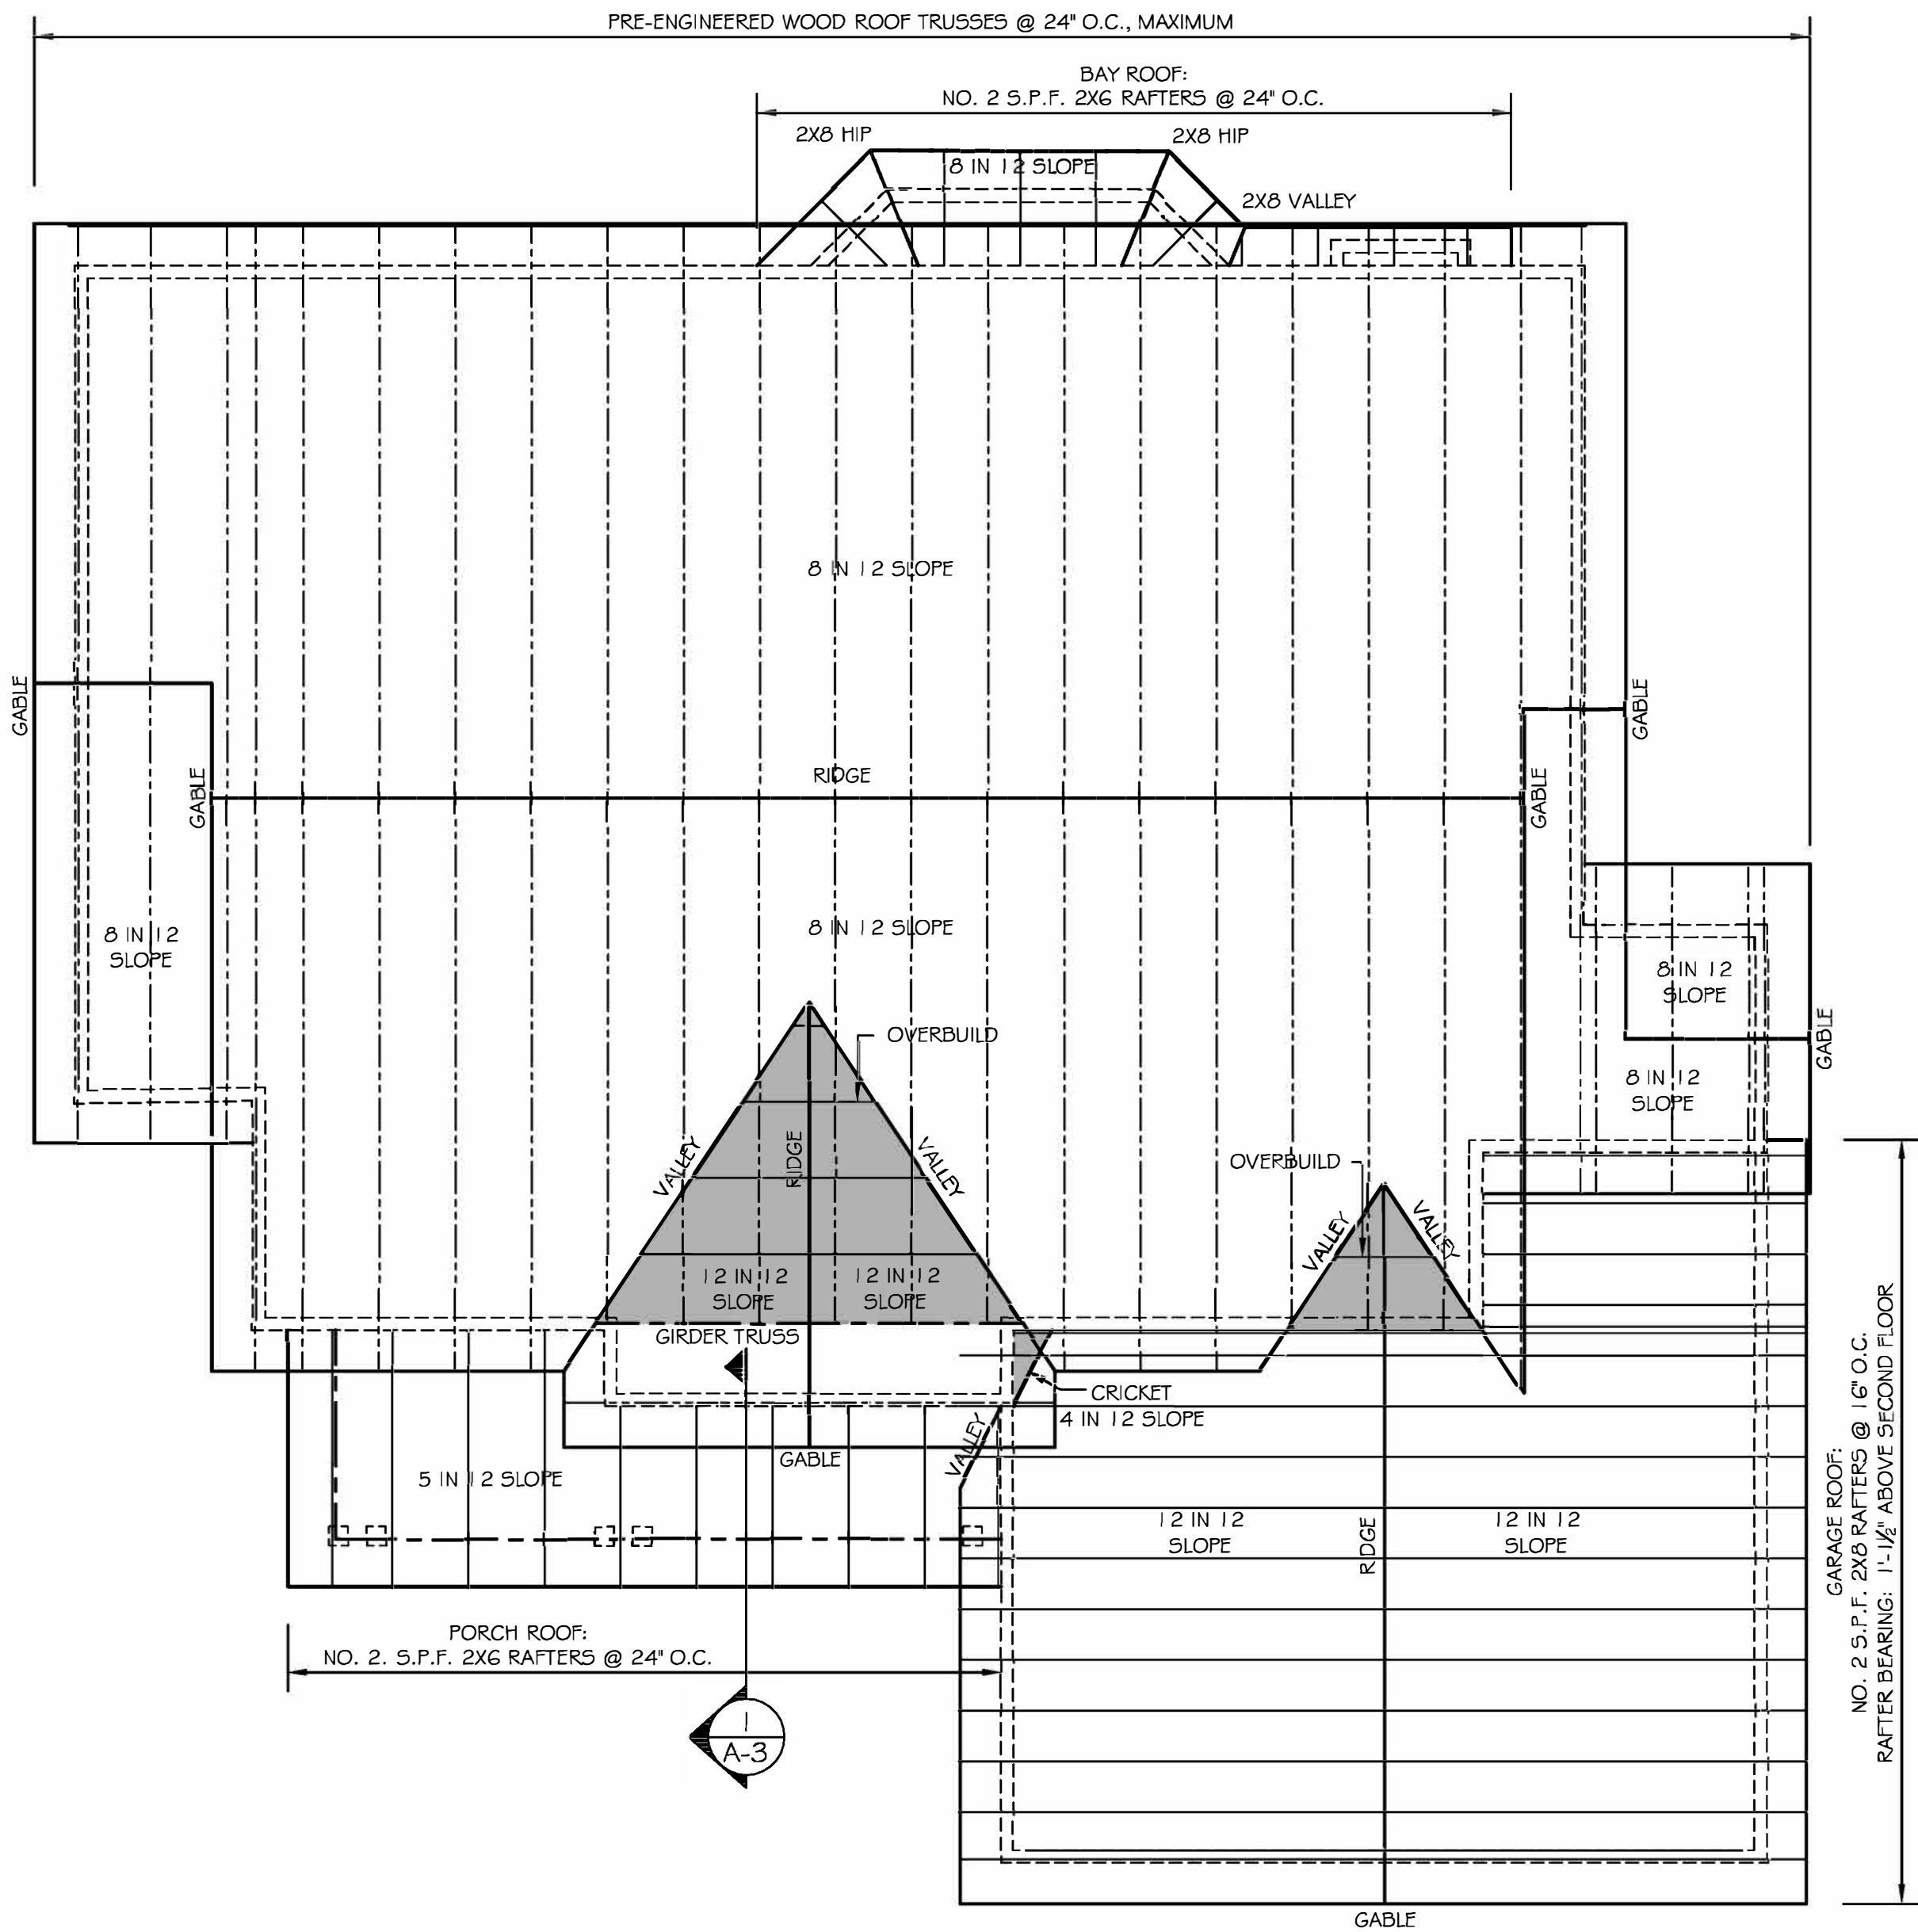 PRE-ENGINEERED WOOD ROOF TRUSSES @ 24" O.C., MAXIMUM
BAY ROOF:
NO. 2 S.P.F. 2X6 RAFTERS @ 24" O.C.
2X8 HIP
2X8 HIP
8 IN 12 SLOPE
2X8 VALLEY
8 IN 12 SLOPE
GABLE
GABLE
RIDGE
GABLE
GABLE
8 IN 12 SLOPE
8 IN 12
SLOPE
8 IN 12
SLOPE
OVERBUILD
GABLE
8 IN 12
SLOPE
VALLEY
RIDGE
VALLEY
OVERBUILD
VALLEY
VALLEY
12 IN 12
SLOPE
12 IN 12
SLOPE
GIRDER TRUSS
CRICKET
4 IN 12 SLOPE
VALLEY
GABLE
5 IN 12 SLOPE
12 IN 12
SLOPE
RIDGE
12 IN 12
SLOPE
GARAGE ROOF:
NO. 2 S.P.F. 2X8 RAFTERS @ 16" O.C.
RAFTER BEARING: 1'-1½" ABOVE SECOND FLOOR
PORCH ROOF:
NO. 2. S.P.F. 2X6 RAFTERS @ 24" O.C.
1
A-3
GABLE